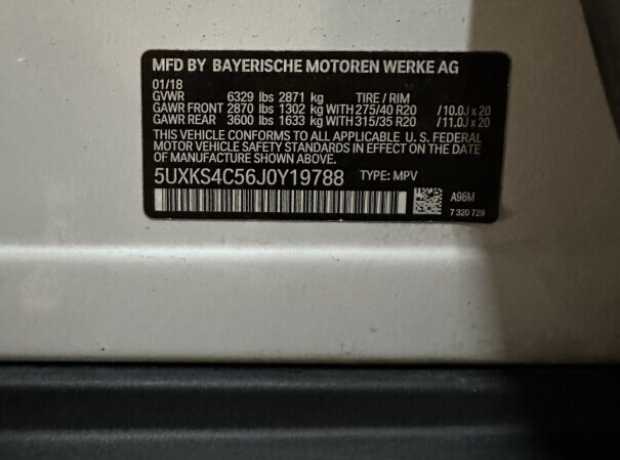 MFD BY BAYERISCHE MOTOREN WERKE AG
01/18
GVWR 6329 lbs 2871 kg TIRE / RIM
GAWR FRONT 2870 lbs 1302 kg WITH 275/40 R20 /10.0J x 20
GAWR REAR 3600 lbs 1633 kg WITH 315/35 R20 /11.0J x 20
THIS VEHICLE CONFORMS TO ALL APPLICABLE U. S. FEDERAL
MOTOR VEHICLE SAFETY STANDARDS IN EFFECT ON THE DATE
OF MANUFACTURE SHOWN ABOVE.
5UXKS4C56J0Y19788 TYPE: MPV
A96M
7 320 729